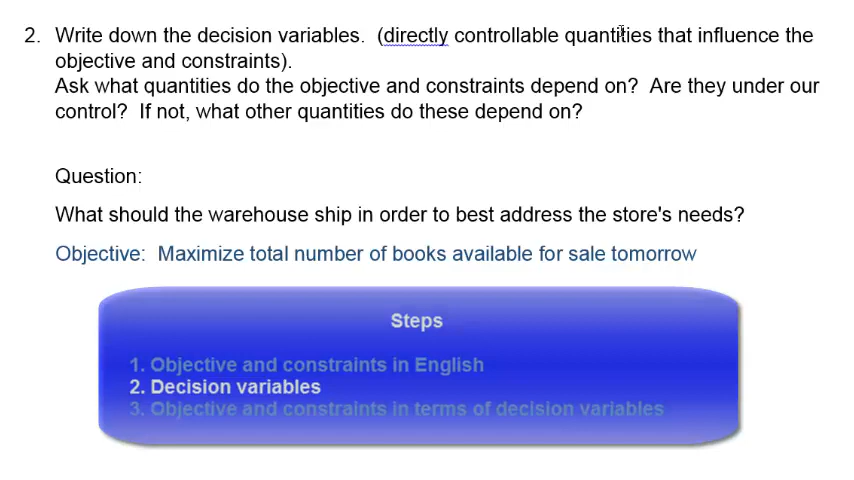 2. Write down the decision variables. (directly controllable quantities that influence the
objective and constraints).
Ask what quantities do the objective and constraints depend on? Are they under our
control? If not, what other quantities do these depend on?
Question:
What should the warehouse ship in order to best address the store's needs?
Objective: Maximize total number of books available for sale tomorrow
Steps
1. Objective and constraints in English
2. Decision variables
3. Objective and constraints in terms of decision variables